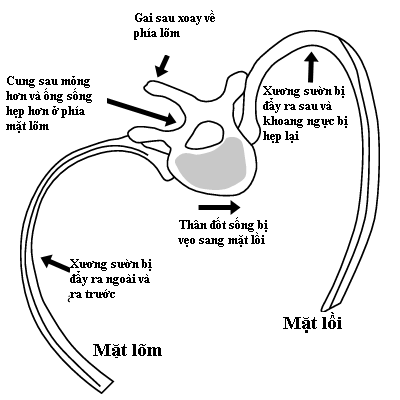 Gai sau xoay về
phía lõm
Cung sau mỏng
hơn và ống sống
hẹp hơn ở phía
mặt lõm
Xương sườn bị
đẩy ra sau và
khoang ngực bị
hẹp lại
Thân đốt sống bị
vẹo sang mặt lồi
Xương sườn bị
đẩy ra ngoài và
ra trước
Mặt lồi
Mặt lõm